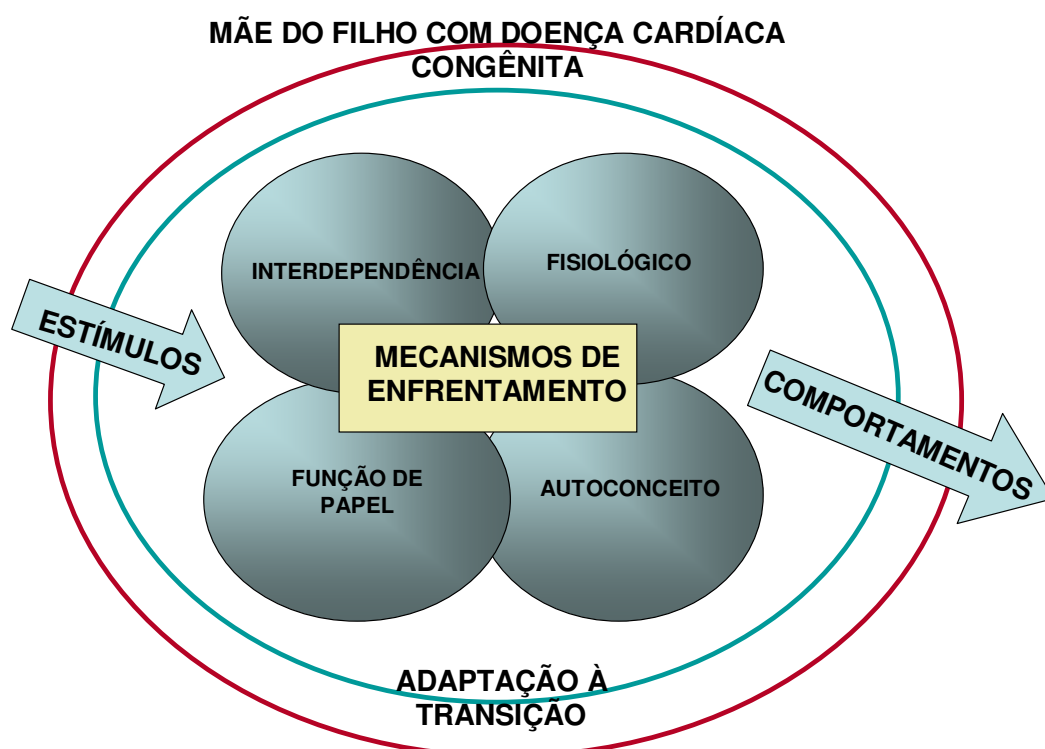 MÃE DO FILHO COM DOENÇA CARDÍACA
CONGÊNITA
INTERDEPENDÊNCIA
FISIOLÓGICO
ESTÍMULOS
MECANISMOS DE
ENFRENTAMENTO
COMPORTAMENTOS
FUNÇÃO DE
PAPEL
AUTOCONCEITO
ADAPTAÇÃO À
TRANSIÇÃO